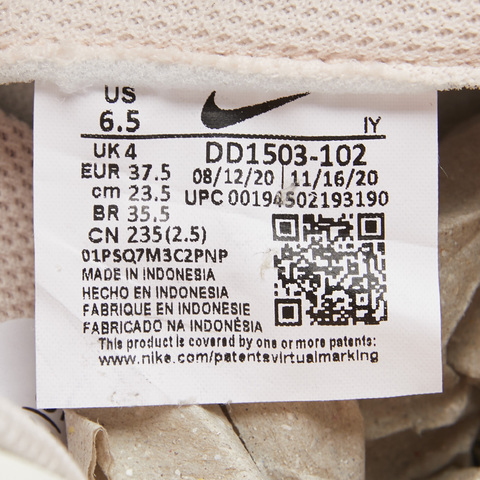 US
6.5
IY
UK 4
DD1503-102
EUR 37.5
08/12/20 | 11/16/20
cm 23.5
UPC 00194502193190
BR 35.5
CN 235(2.5)
01PSQ7M3C2PNP
MADE IN INDONESIA
HECHO EN INDONESIA
FABRIQUE EN INDONESIE
FABRICADO NA INDONÉSIA
This product is covered by one or more patents:
www.nike.com/patentsvirtualmarking